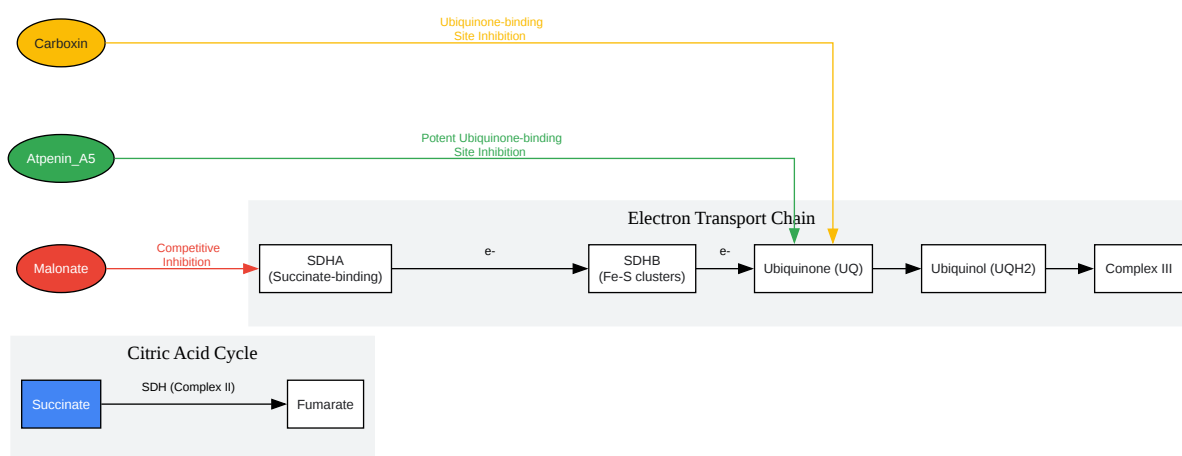 Ubiquinone-binding
Site Inhibition
Carboxin
Potent Ubiquinone-binding
Site Inhibition
Atpenin_A5
Electron Transport Chain
Competitive
Inhibition
Malonate
SDHA
(Succinate-binding)
e-
SDHB
(Fe-S clusters)
e-
Ubiquinone (UQ)
Ubiquinol (UQH2)
Complex III
Citric Acid Cycle
Succinate
SDH (Complex II)
Fumarate